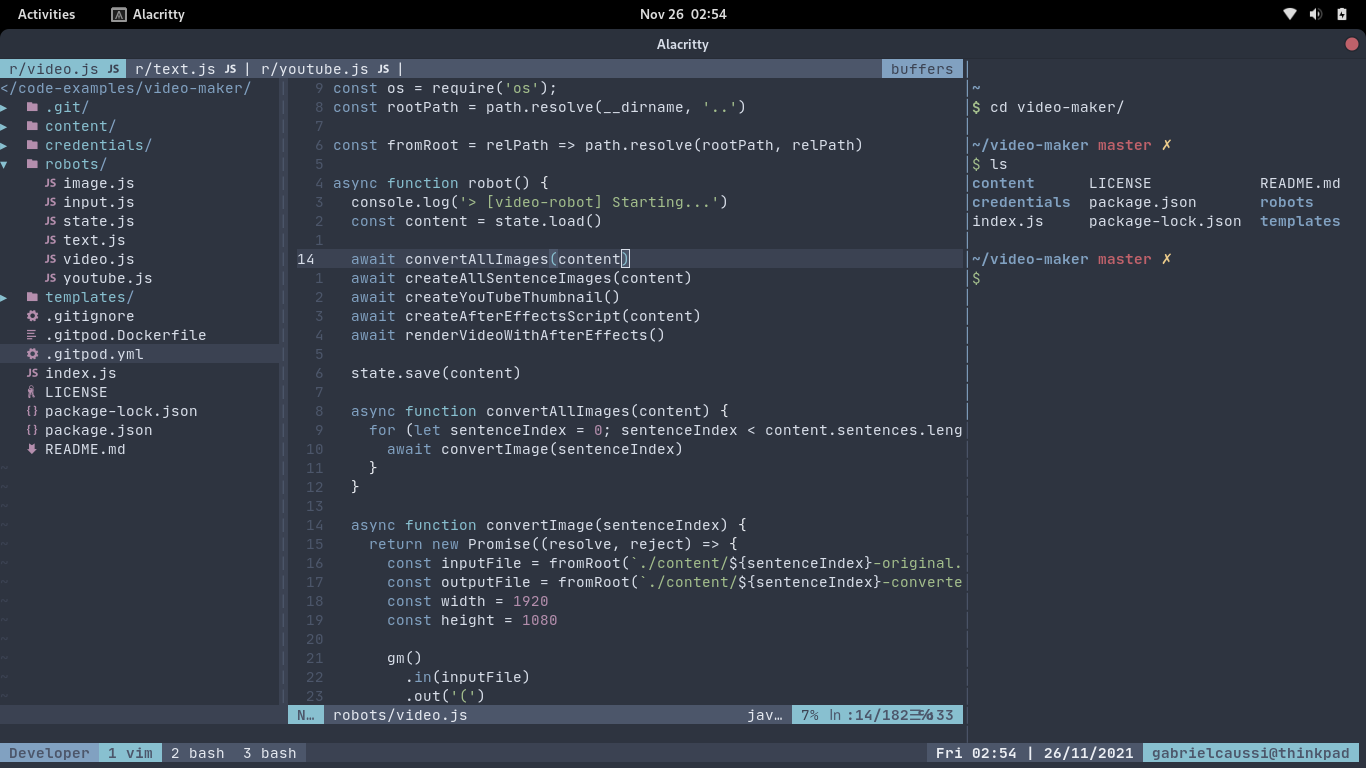 Activities Alacritty Nov 26 02:54
Alacritty
r/video.js JS r/text.js JS | r/youtube.js JS | buffers
</code-examples/video-maker/
▸ .git/
▸ content/
▸ credentials/
▾ robots/
JS image.js
JS input.js
JS state.js
JS text.js
JS video.js
JS youtube.js
▸ templates/
.gitignore
.gitpod.Dockerfile
.gitpod.yml
JS index.js
LICENSE
{} package-lock.json
{} package.json
README.md
~
~
~
~
~
~
~
~
~
~
~
~
~
9 const os = require('os');
8 const rootPath = path.resolve(__dirname, '..')
7
6 const fromRoot = relPath => path.resolve(rootPath, relPath)
5
4 async function robot() {
3 console.log('> [video-robot] Starting...')
2 const content = state.load()
1
14 await convertAllImages(content)
1 await createAllSentenceImages(content)
2 await createYouTubeThumbnail()
3 await createAfterEffectsScript(content)
4 await renderVideoWithAfterEffects()
5
6 state.save(content)
7
8 async function convertAllImages(content) {
9 for (let sentenceIndex = 0; sentenceIndex < content.sentences.leng
10 await convertImage(sentenceIndex)
11 }
12 }
13
14 async function convertImage(sentenceIndex) {
15 return new Promise((resolve, reject) => {
16 const inputFile = fromRoot(`./content/${sentenceIndex}-original.
17 const outputFile = fromRoot(`./content/${sentenceIndex}-converte
18 const width = 1920
19 const height = 1080
20
21 gm()
22 .in(inputFile)
23 .out('(')
N… robots/video.js jav… 7% ln :14/182☰℅:33
~
$ cd video-maker/
~/video-maker master ✗
$ ls
content LICENSE README.md
credentials package.json robots
index.js package-lock.json templates
~/video-maker master ✗
$
Developer 1 vim 2 bash 3 bash Fri 02:54 | 26/11/2021 gabrielcaussi@thinkpad